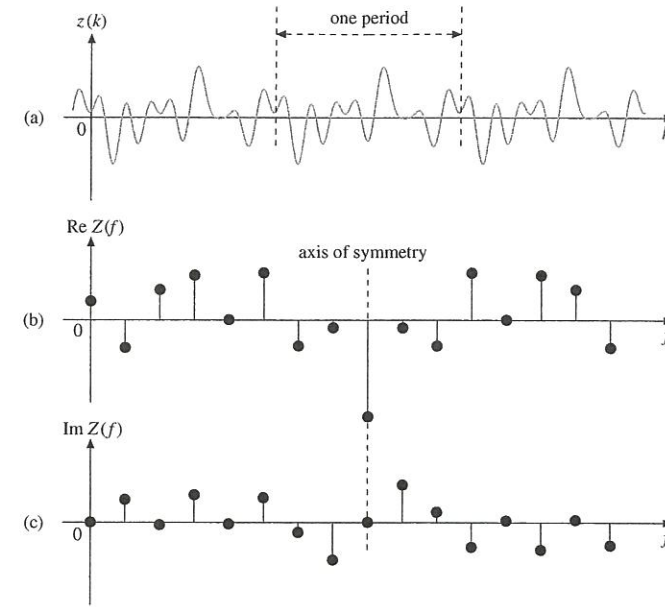 z(k)
one period
(a)
0
k
Re Z(f)
axis of symmetry
(b)
0
f
Im Z(f)
(c)
0
f